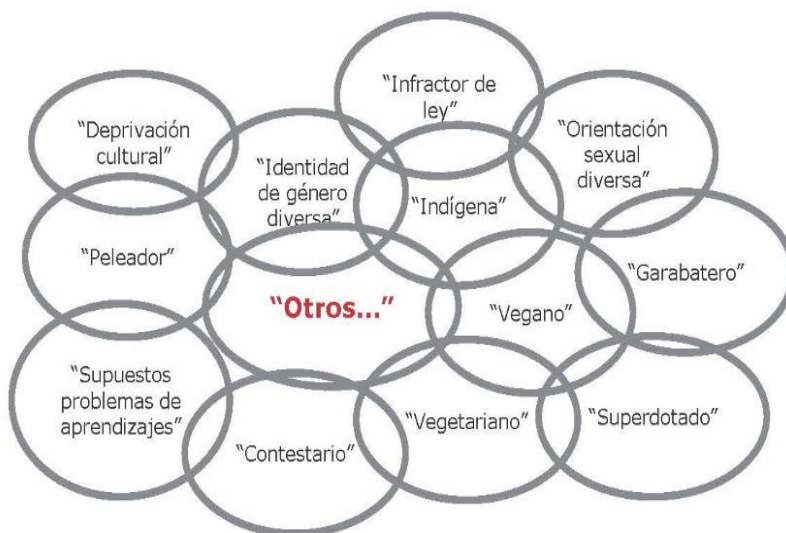 “Infractor de
ley”
“Deprivación
cultural”
“Orientación
sexual
diversa”
“Identidad
de género
diversa”
“Indígena”
“Peleador”
“Garabatero”
“Otros...”
“Vegano”
“Supuestos
problemas de
aprendizajes”
“Vegetariano”
“Superdotado”
“Contestario”